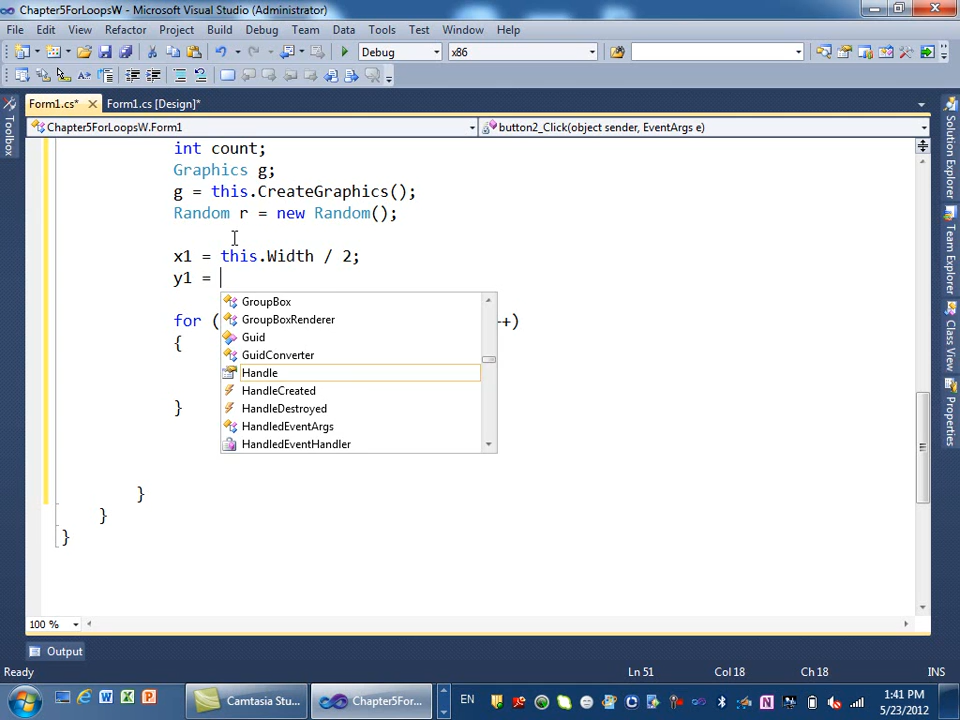 Chapter5ForLoopsW - Microsoft Visual Studio (Administrator)
File Edit View Refactor Project Build Debug Team Data Tools Test Window Help
Debug x86
Form1.cs* Form1.cs [Design]*
Chapter5ForLoopsW.Form1 button2_Click(object sender, EventArgs e)
Toolbox
Solution Explorer
Team Explorer
Class View
Properties
int count;
Graphics g;
g = this.CreateGraphics();
Random r = new Random();
x1 = this.Width / 2;
y1 =
GroupBox
GroupBoxRenderer
for ( ++)
Guid
{
GuidConverter
Handle
HandleCreated
}
HandleDestroyed
HandledEventArgs
HandledEventHandler
}
}
}
100 %
Output
Ready Ln 51 Col 18 Ch 18 INS
Camtasia Stu... Chapter5For... EN 1:41 PM
5/23/2012